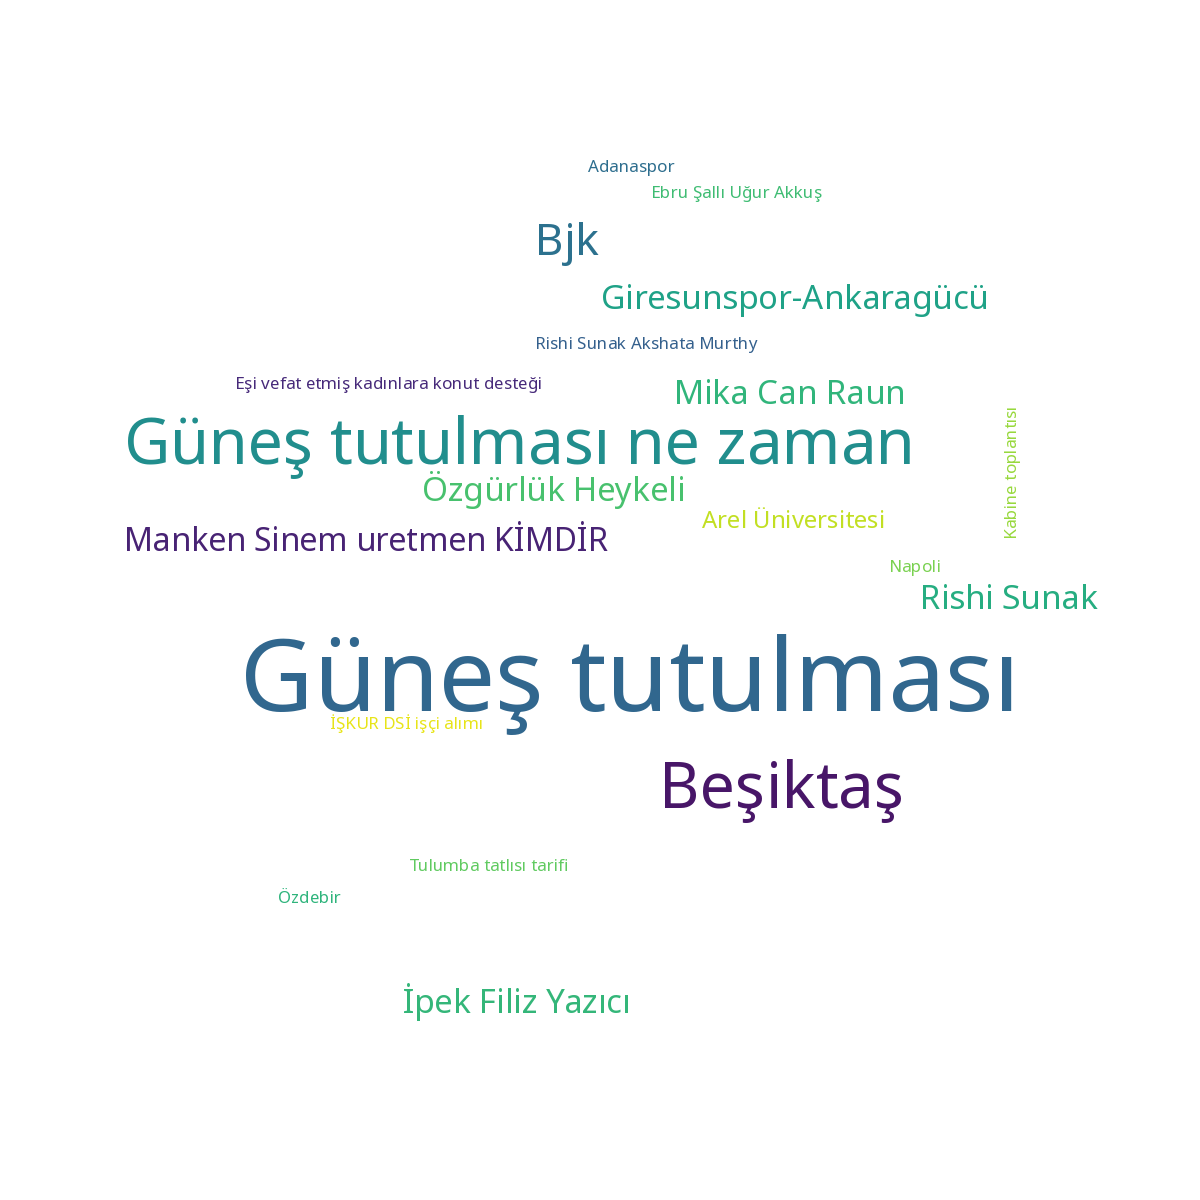 Adanaspor
Ebru Şallı Uğur Akkuş
Bjk
Giresunspor-Ankaragücü
Rishi Sunak Akshata Murthy
Eşi vefat etmiş kadınlara konut desteği
Mika Can Raun
Güneş tutulması ne zaman
Kabine toplantısı
Özgürlük Heykeli
Arel Üniversitesi
Manken Sinem uretmen KİMDİR
Napoli
Rishi Sunak
Güneş tutulması
İŞKUR DSİ işçi alımı
Beşiktaş
Tulumba tatlısı tarifi
Özdebir
İpek Filiz Yazıcı